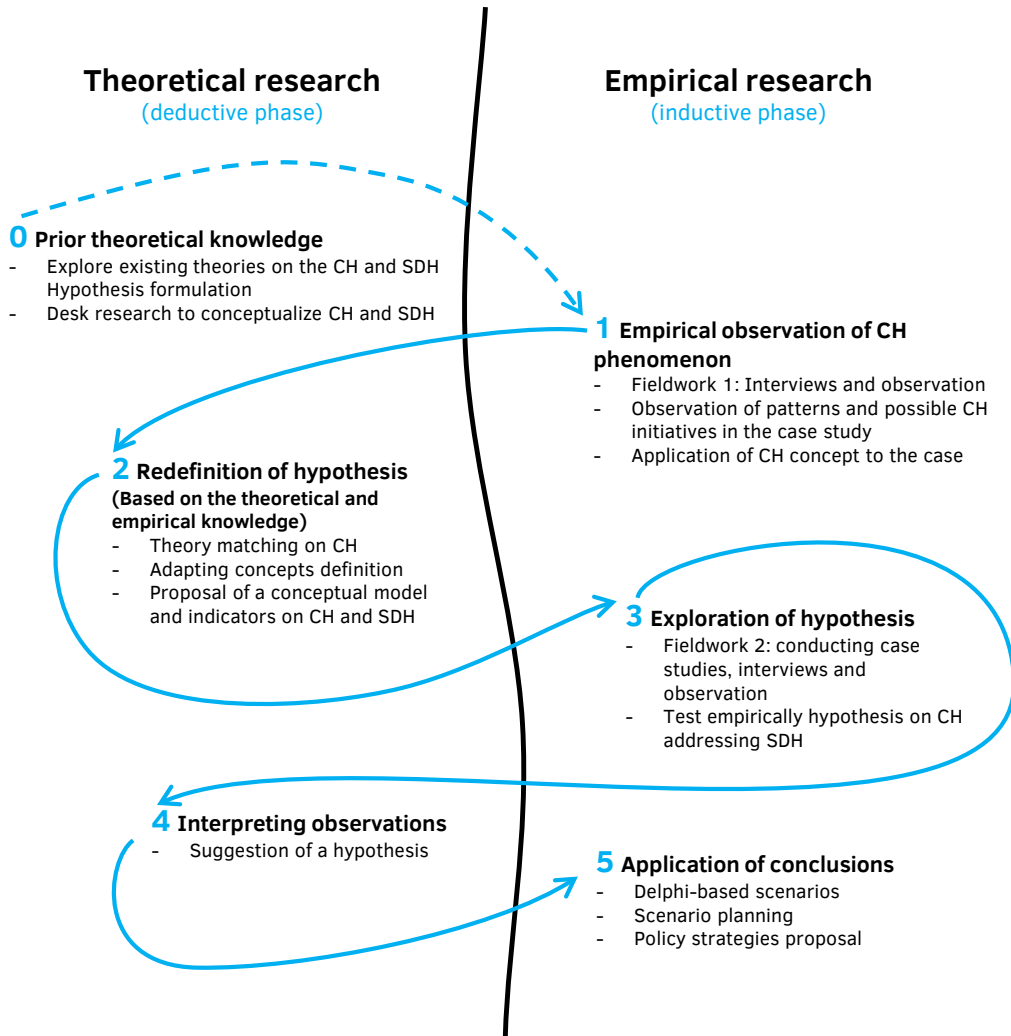 Theoretical research
(deductive phase)
Empirical research
(inductive phase)
0 Prior theoretical knowledge
- Explore existing theories on the CH and SDH
Hypothesis formulation
- Desk research to conceptualize CH and SDH
1 Empirical observation of CH
phenomenon
- Fieldwork 1: Interviews and observation
- Observation of patterns and possible CH
initiatives in the case study
- Application of CH concept to the case
2 Redefinition of hypothesis
(Based on the theoretical and
empirical knowledge)
- Theory matching on CH
- Adapting concepts definition
- Proposal of a conceptual model
and indicators on CH and SDH
3 Exploration of hypothesis
- Fieldwork 2: conducting case
studies, interviews and
observation
- Test empirically hypothesis on CH
addressing SDH
4 Interpreting observations
- Suggestion of a hypothesis
5 Application of conclusions
- Delphi-based scenarios
- Scenario planning
- Policy strategies proposal